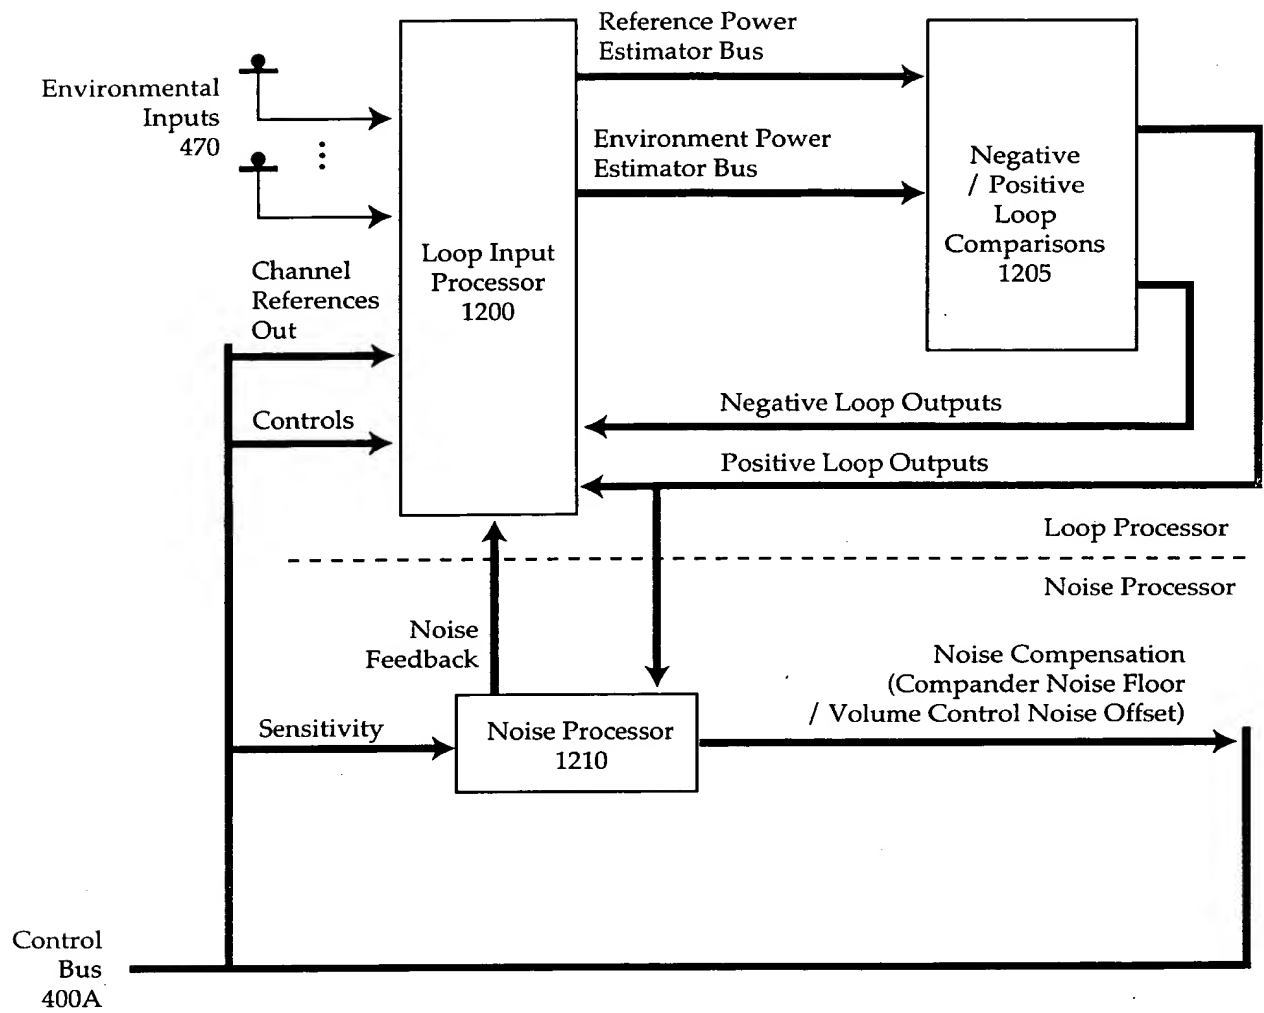 Reference Power
Estimator Bus
Environmental
Inputs
470
Environment Power
Estimator Bus
Negative
/ Positive
Loop
Comparisons
1205
Loop Input
Processor
1200
Channel
References
Out
Controls
Negative Loop Outputs
Positive Loop Outputs
Loop Processor
Noise Processor
Noise
Feedback
Noise Compensation
(Compander Noise Floor
/ Volume Control Noise Offset)
Sensitivity
Noise Processor
1210
Control
Bus
400A